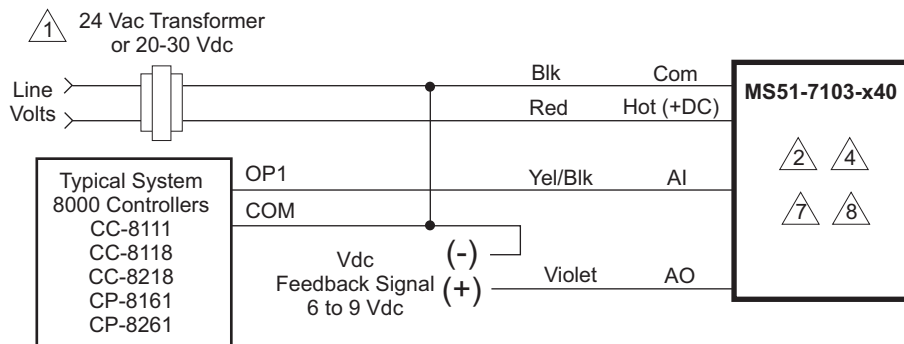 1
24 Vac Transformer
or 20-30 Vdc
Line
Volts
Blk
Com
Red
Hot (+DC)
MS51-7103-x40
2
4
7
8
Typical System
8000 Controllers
CC-8111
CC-8118
CC-8218
CP-8161
CP-8261
OP1
Yel/Blk
AI
COM
Vdc
Feedback Signal
6 to 9 Vdc
(-)
(+)
Violet
AO